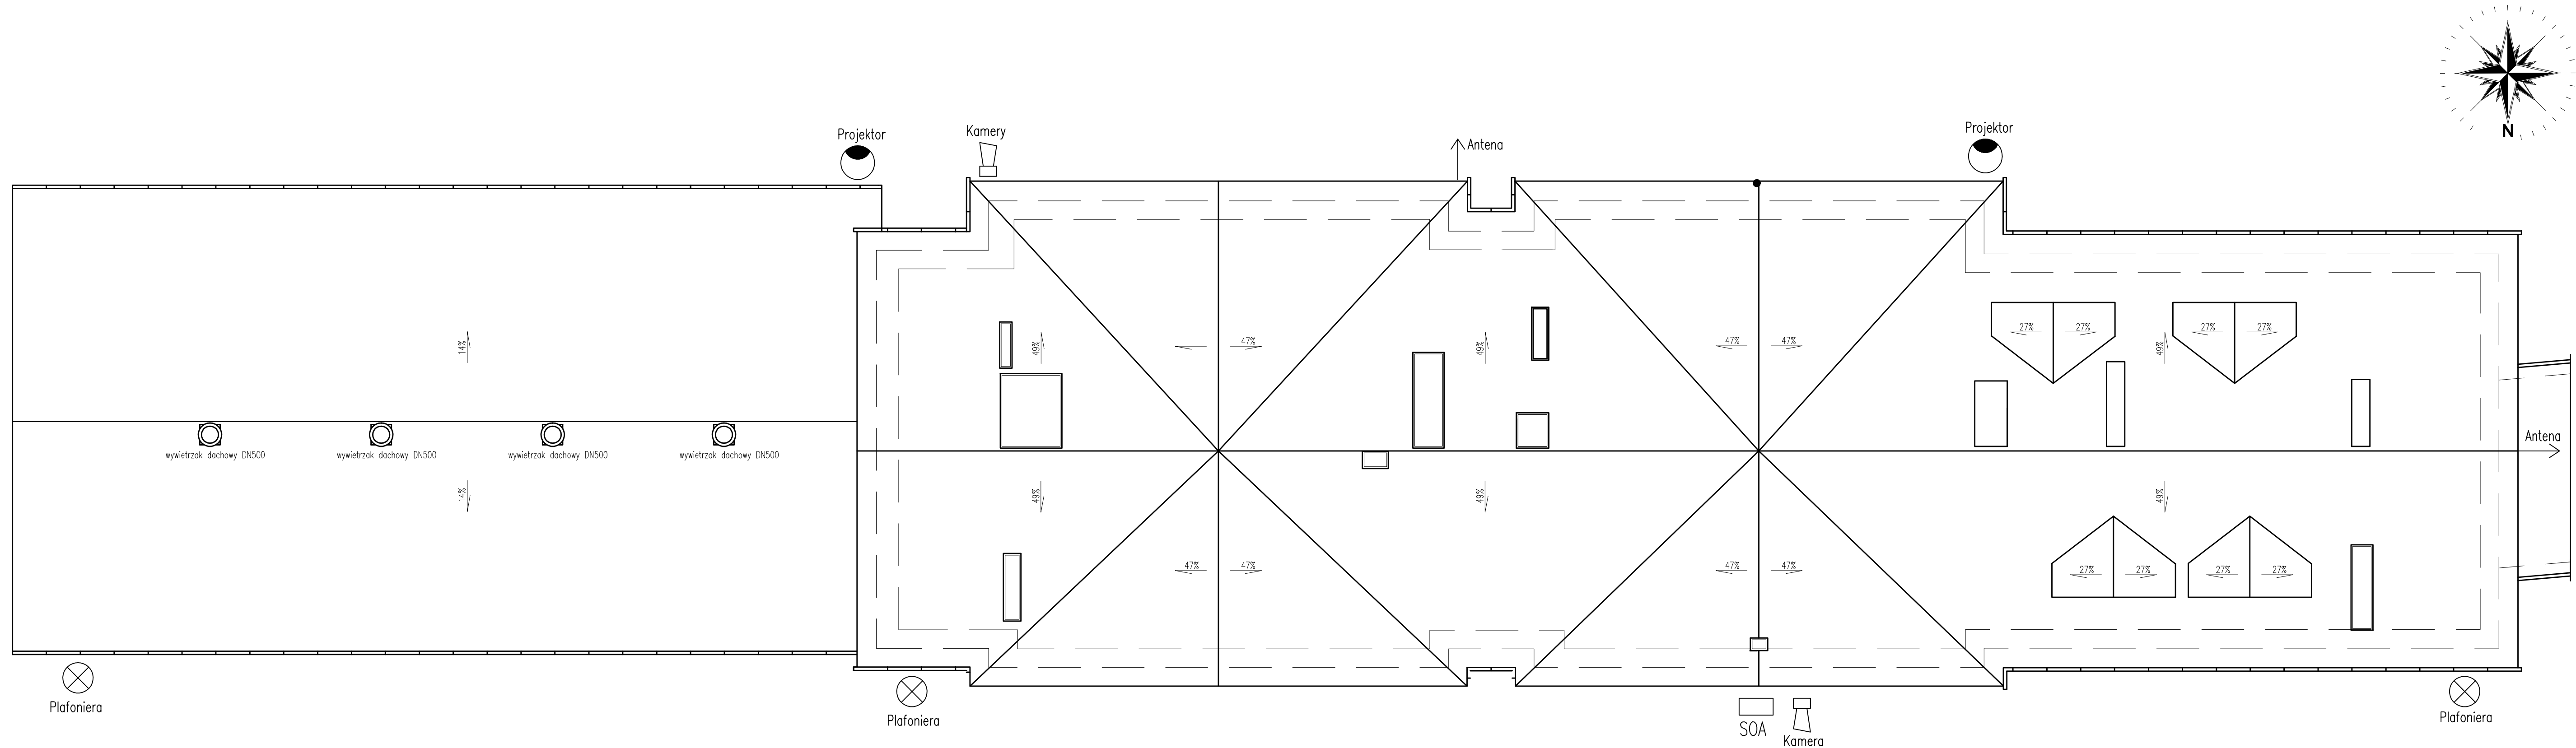 N
Projektor
Kamery
Antena
Projektor
27%
27%
27%
27%
14%
49%
47%
49%
47%
47%
49%
Antena
wywietrzak dachowy DN500
wywietrzak dachowy DN500
wywietrzak dachowy DN500
wywietrzak dachowy DN500
14%
49%
49%
49%
47%
47%
47%
47%
27%
27%
27%
27%
Plafoniera
Plafoniera
Plafoniera
SOA
Kamera